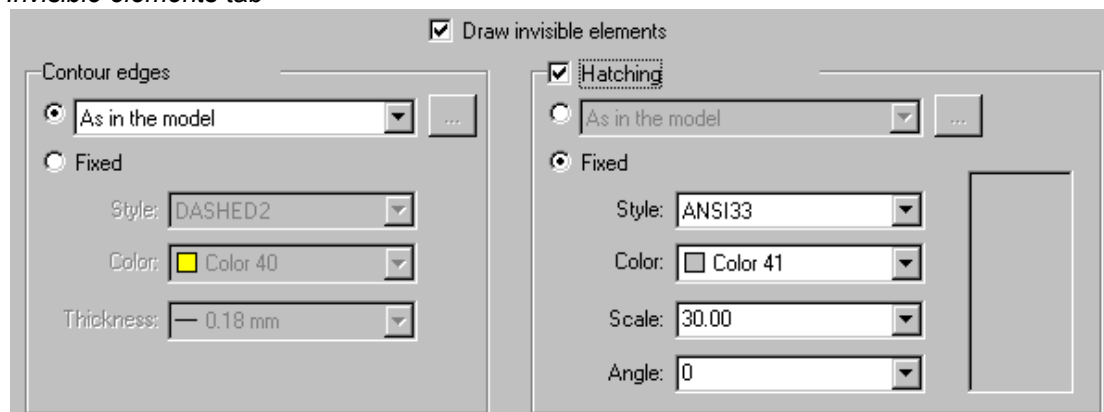 Invisible elements tab
Draw invisible elements
Contour edges
As in the model
...
Fixed
Style: DASHED2
Color: Color 40
Thickness: 0.18 mm
Hatching
As in the model
...
Fixed
Style: ANSI33
Color: Color 41
Scale: 30.00
Angle: 0